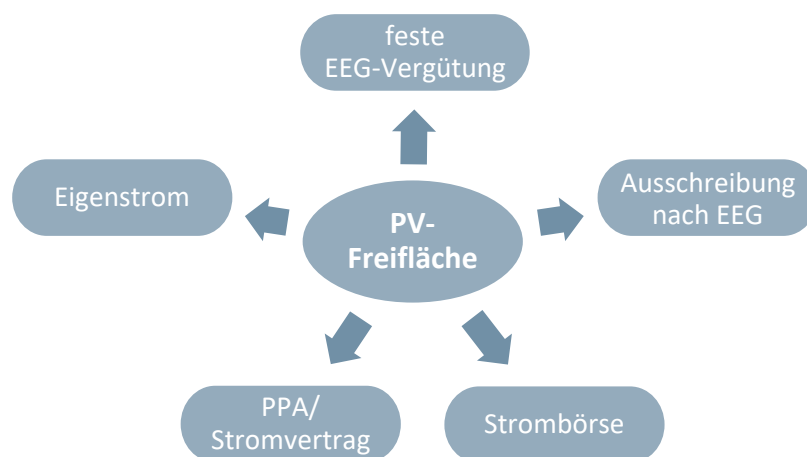 feste
EEG-Vergütung
Eigenstrom
Ausschreibung
nach EEG
PV-
Freifläche
PPA/
Stromvertrag
Strombörse